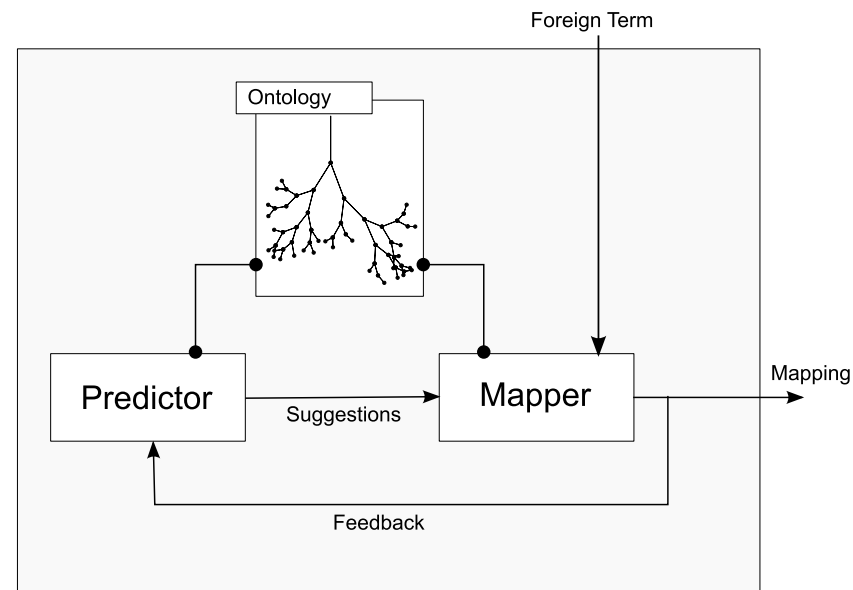 Foreign Term
Ontology
Predictor
Suggestions
Mapper
Mapping
Feedback